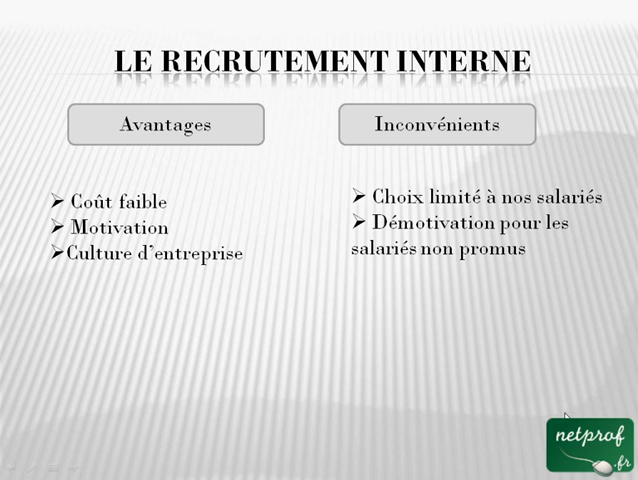 LE RECRUTEMENT INTERNE
Avantages
Inconvénients
➢ Coût faible
➢ Motivation
➢Culture d’entreprise
➢ Choix limité à nos salariés
➢ Démotivation pour les
salariés non promus
netprof
.fr